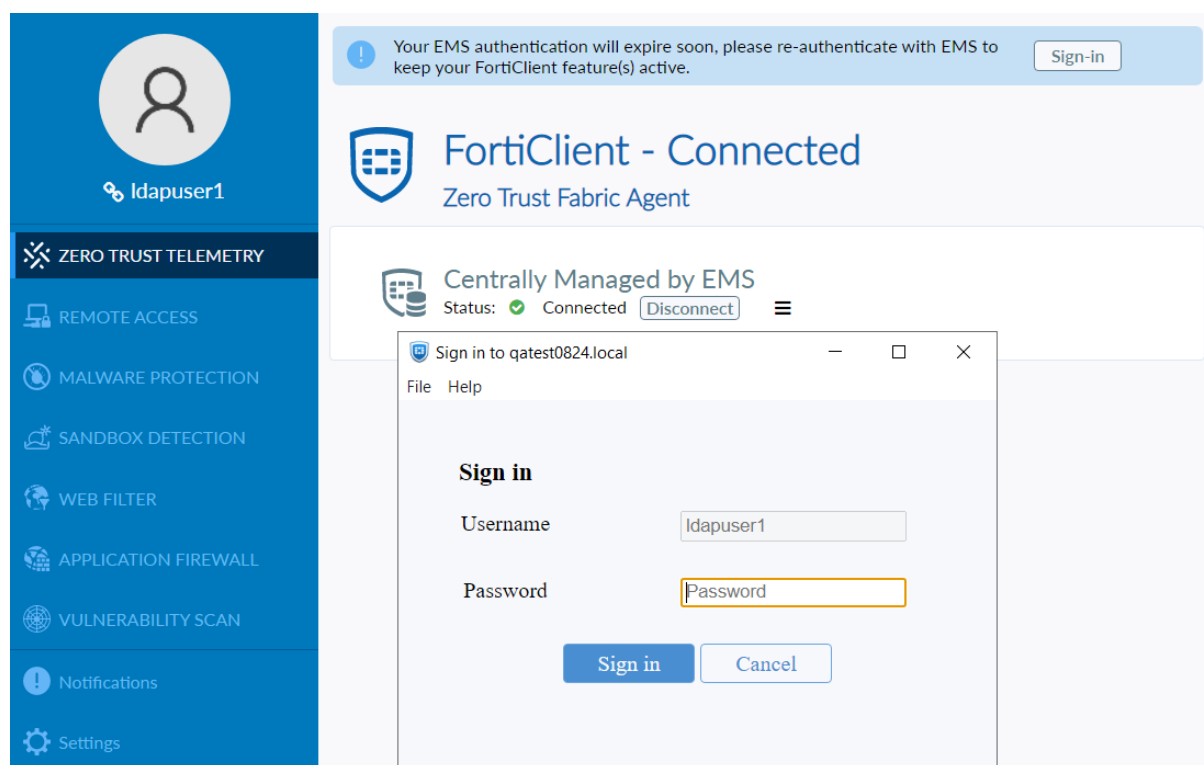 ldapuser1
ZERO TRUST TELEMETRY
REMOTE ACCESS
MALWARE PROTECTION
SANDBOX DETECTION
WEB FILTER
APPLICATION FIREWALL
VULNERABILITY SCAN
Notifications
Settings
Your EMS authentication will expire soon, please re-authenticate with EMS to
keep your FortiClient feature(s) active.
Sign-in
FortiClient - Connected
Zero Trust Fabric Agent
Centrally Managed by EMS
Status: Connected Disconnect
Sign in to qatest0824.local
File Help
Sign in
Username ldapuser1
Password Password
Sign in Cancel